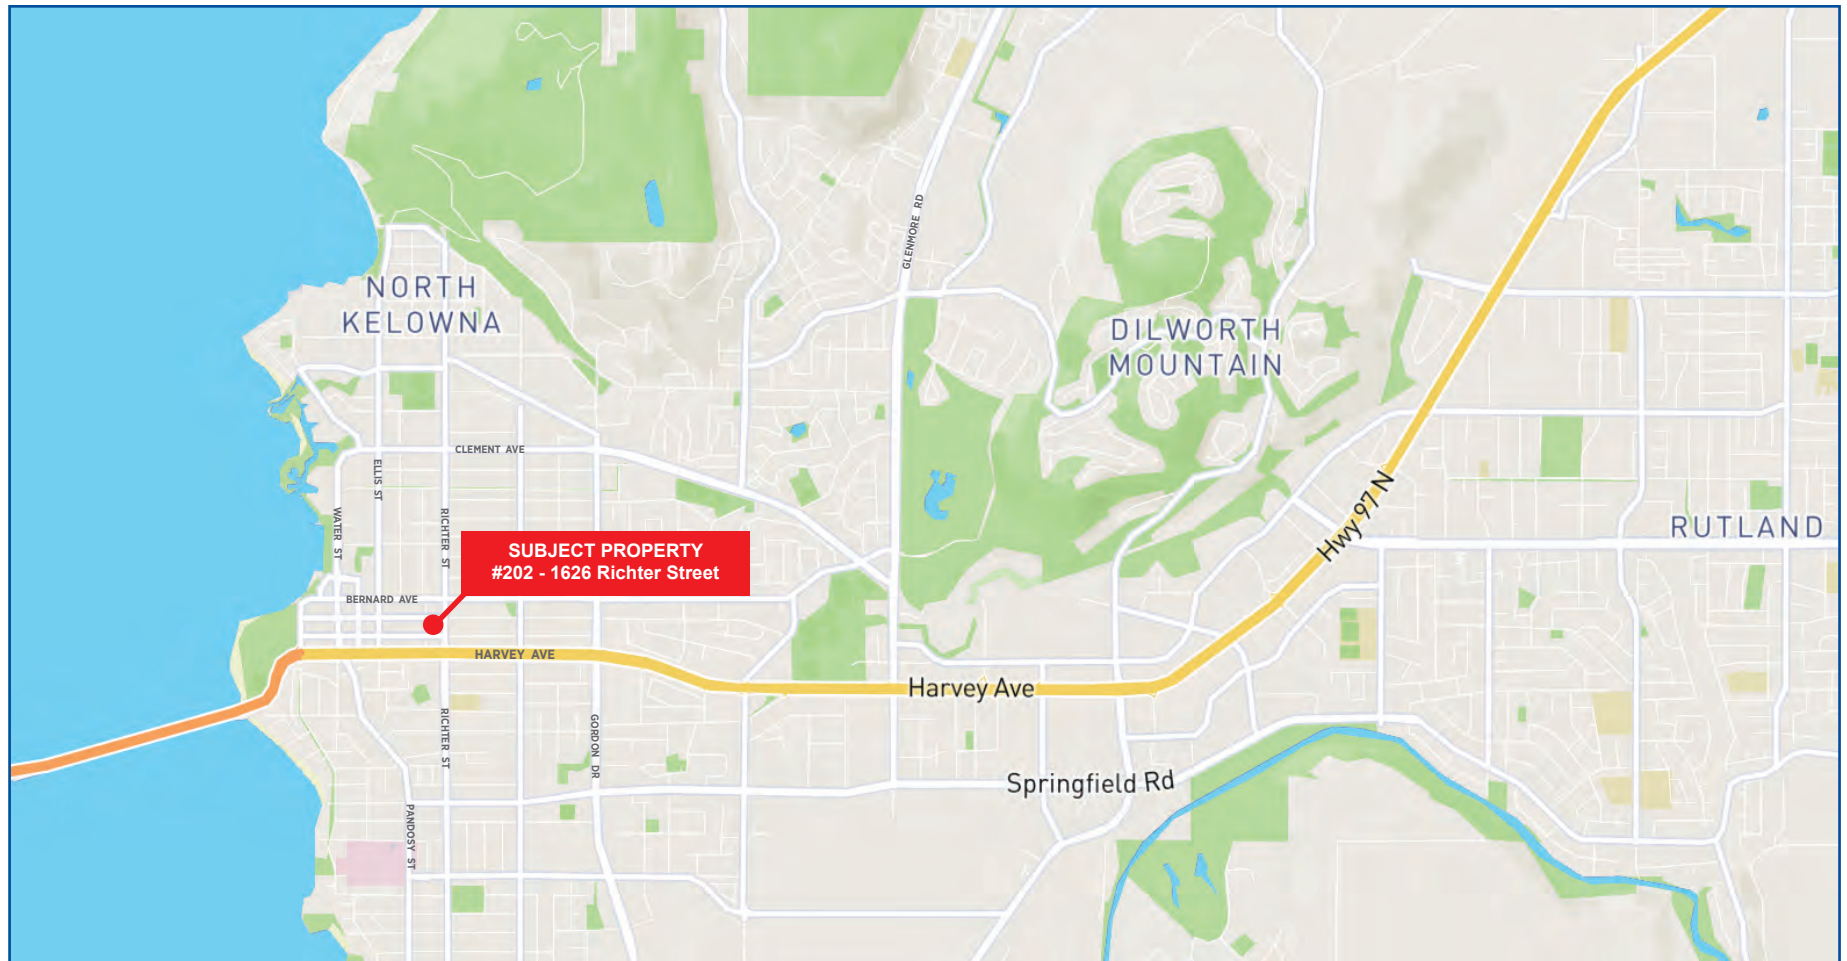 GLENMORE RD
NORTH
KELOWNA
DILWORTH
MOUNTAIN
CLEMENT AVE
ELLIS ST
WATER ST
RICHTER ST
Hwy 97 N
RUTLAND
SUBJECT PROPERTY
#202 - 1626 Richter Street
BERNARD AVE
HARVEY AVE
Harvey Ave
RICHTER ST
GORDON DR
Springfield Rd
PANDOSY ST